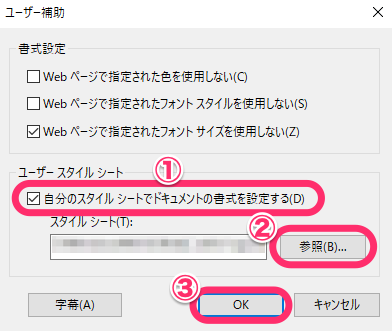 ユーザー補助
書式設定
Web ページで指定された色を使用しない(C)
Web ページで指定されたフォント スタイルを使用しない(S)
Web ページで指定されたフォント サイズを使用しない(Z)
ユーザー スタイル シート
①
自分のスタイル シートでドキュメントの書式を設定する(D)
スタイル シート(T):
②
参照(B)...
③
字幕(A)
OK
キャンセル